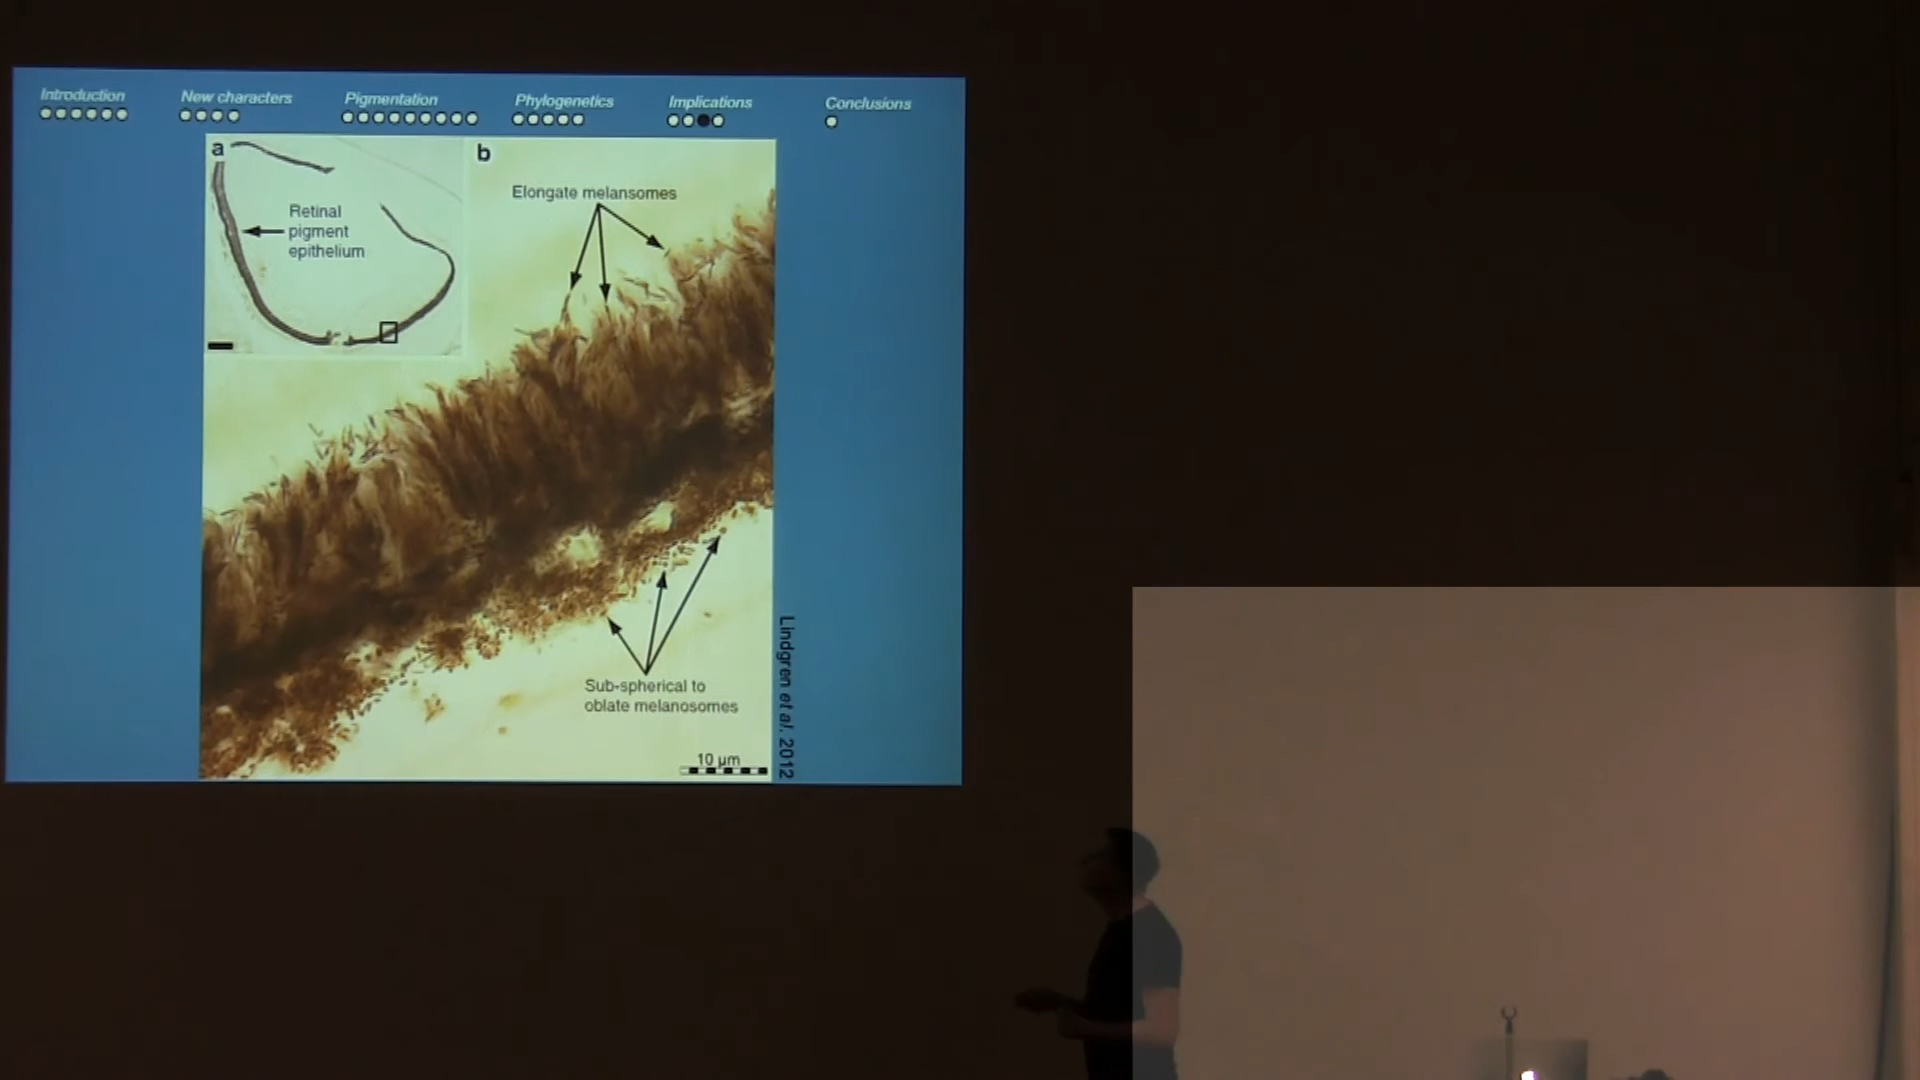 Introduction
New characters
Pigmentation
Phylogenetics
Implications
Conclusions
a
b
Elongate melansomes
Retinal
pigment
epithelium
Sub-spherical to
oblate melanosomes
10 µm
Lindgren et al. 2012